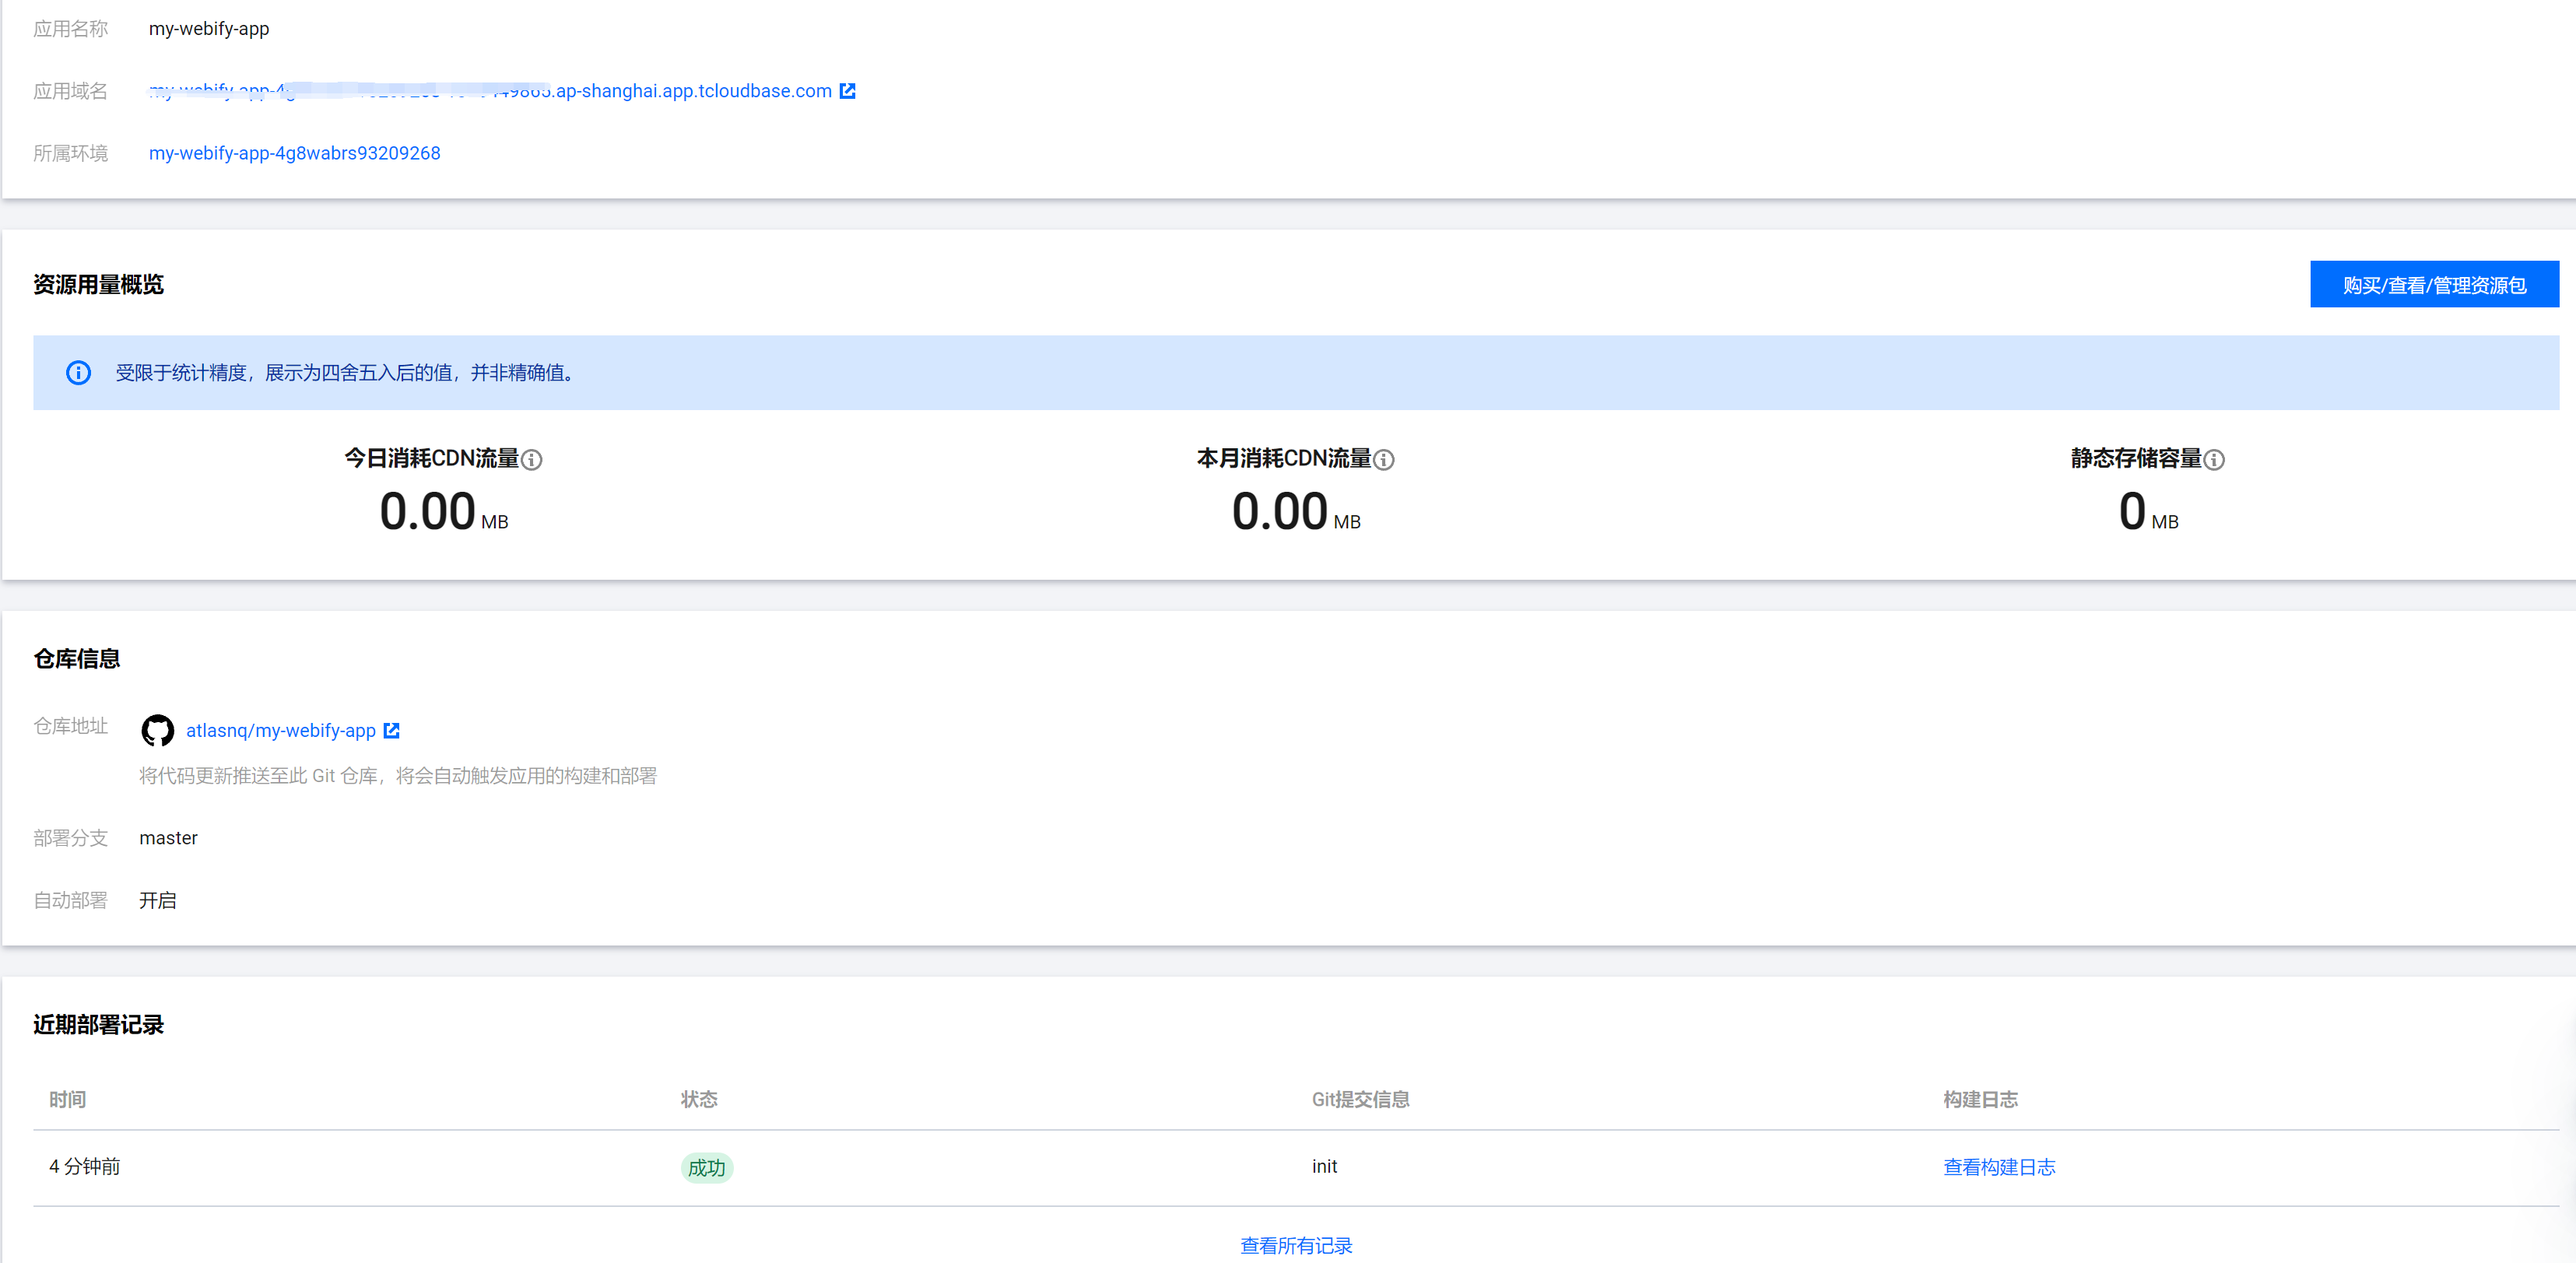 应用名称 my-webify-app
应用域名 .ap-shanghai.app.tcloudbase.com
所属环境 my-webify-app-4g8wabrs93209268
资源用量概览
购买/查看/管理资源包
受限于统计精度，展示为四舍五入后的值，并非精确值。
今日消耗CDN流量 本月消耗CDN流量 静态存储容量
0.00 MB 0.00 MB 0 MB
仓库信息
仓库地址 atlasnq/my-webify-app
将代码更新推送至此 Git 仓库，将会自动触发应用的构建和部署
部署分支 master
自动部署 开启
近期部署记录
时间 状态 Git提交信息 构建日志
4 分钟前 成功 init 查看构建日志
查看所有记录